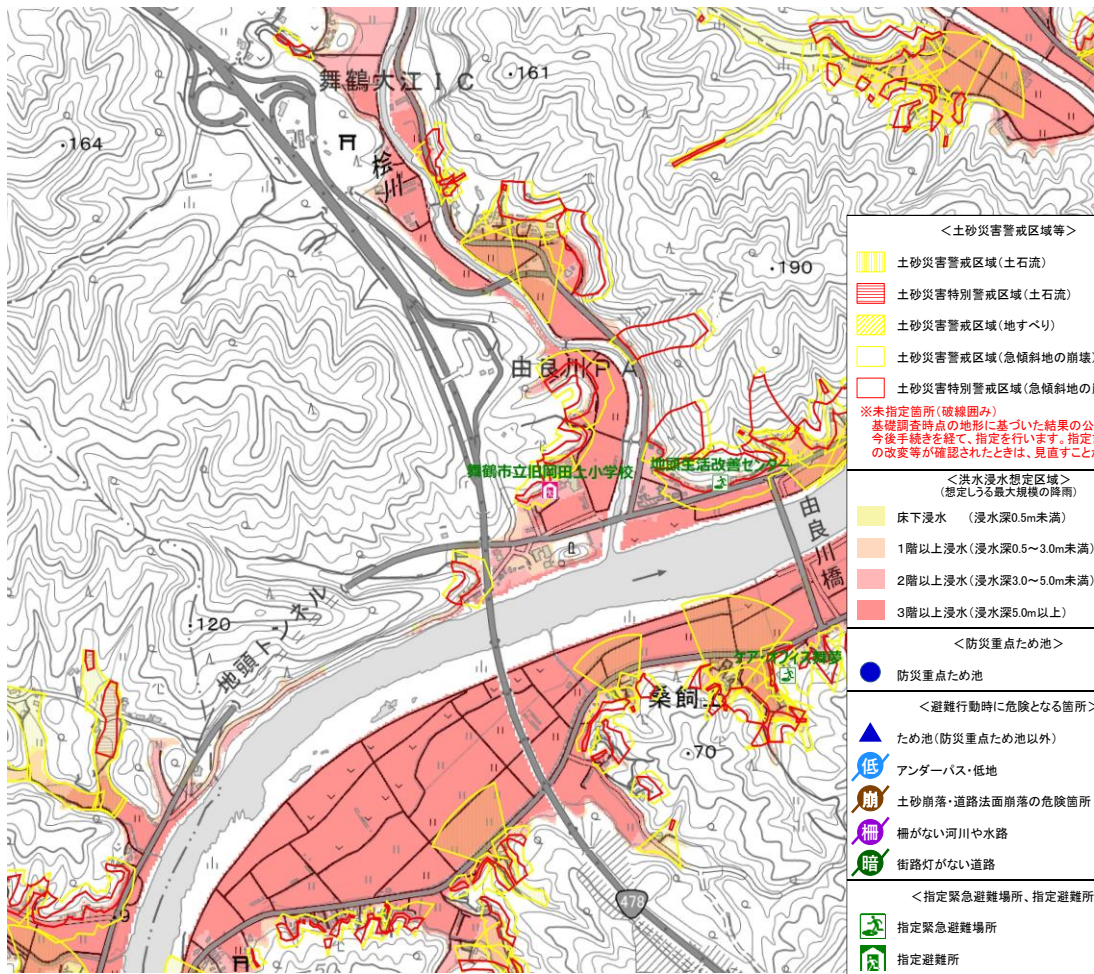 舞鶴大江IC
・161
・164
桧川
・190
由良川PA
舞鶴市立旧岡田上小学校
地頭生活改善センター
由良川橋
・120
地頭トンネル
ケア・オフィス舞夢
桑飼上
・70
478
50
<土砂災害警戒区域等>
土砂災害警戒区域(土石流)
土砂災害特別警戒区域(土石流)
土砂災害警戒区域(地すべり)
土砂災害警戒区域(急傾斜地の崩壊)
土砂災害特別警戒区域(急傾斜地の
※未指定箇所(破線囲み)
基礎調査時点の地形に基づいた結果の公
今後手続きを経て、指定を行います。指定
の改変等が確認されたときは、見直すことが
<洪水浸水想定区域>
(想定しうる最大規模の降雨)
床下浸水 (浸水深0.5m未満)
1階以上浸水(浸水深0.5～3.0m未満)
2階以上浸水(浸水深3.0～5.0m未満)
3階以上浸水(浸水深5.0m以上)
<防災重点ため池>
防災重点ため池
<避難行動時に危険となる箇所>
ため池(防災重点ため池以外)
低 アンダーパス・低地
崩 土砂崩落・道路法面崩落の危険箇所
柵 柵がない河川や水路
暗 街路灯がない道路
<指定緊急避難場所、指定避難所
指定緊急避難場所
指定避難所